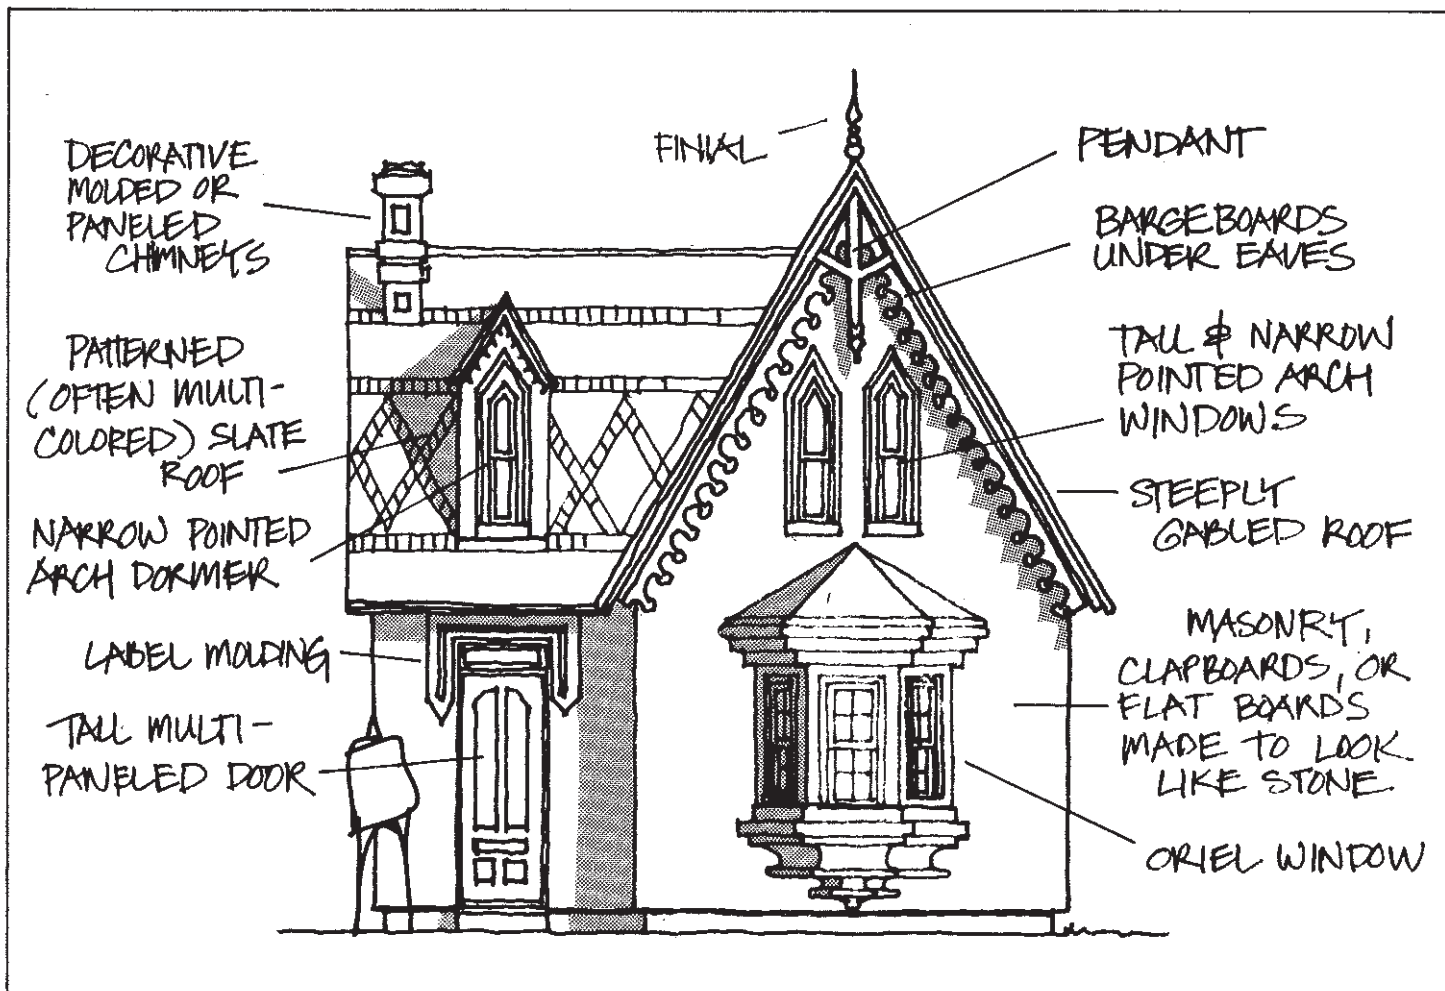 DECORATIVE
MOLDED OR
PANELED
CHIMNEYS
PATTERNED
(OFTEN MULTI-
COLORED) SLATE
ROOF
NARROW POINTED
ARCH DORMER
LABEL MOLDING
TALL MULTI-
PANELED DOOR
FINIAL
PENDANT
BARGEBOARDS
UNDER EAVES
TALL & NARROW
POINTED ARCH
WINDOWS
STEEPLY
GABLED ROOF
MASONRY,
CLAPBOARDS, OR
FLAT BOARDS
MADE TO LOOK
LIKE STONE.
ORIEL WINDOW